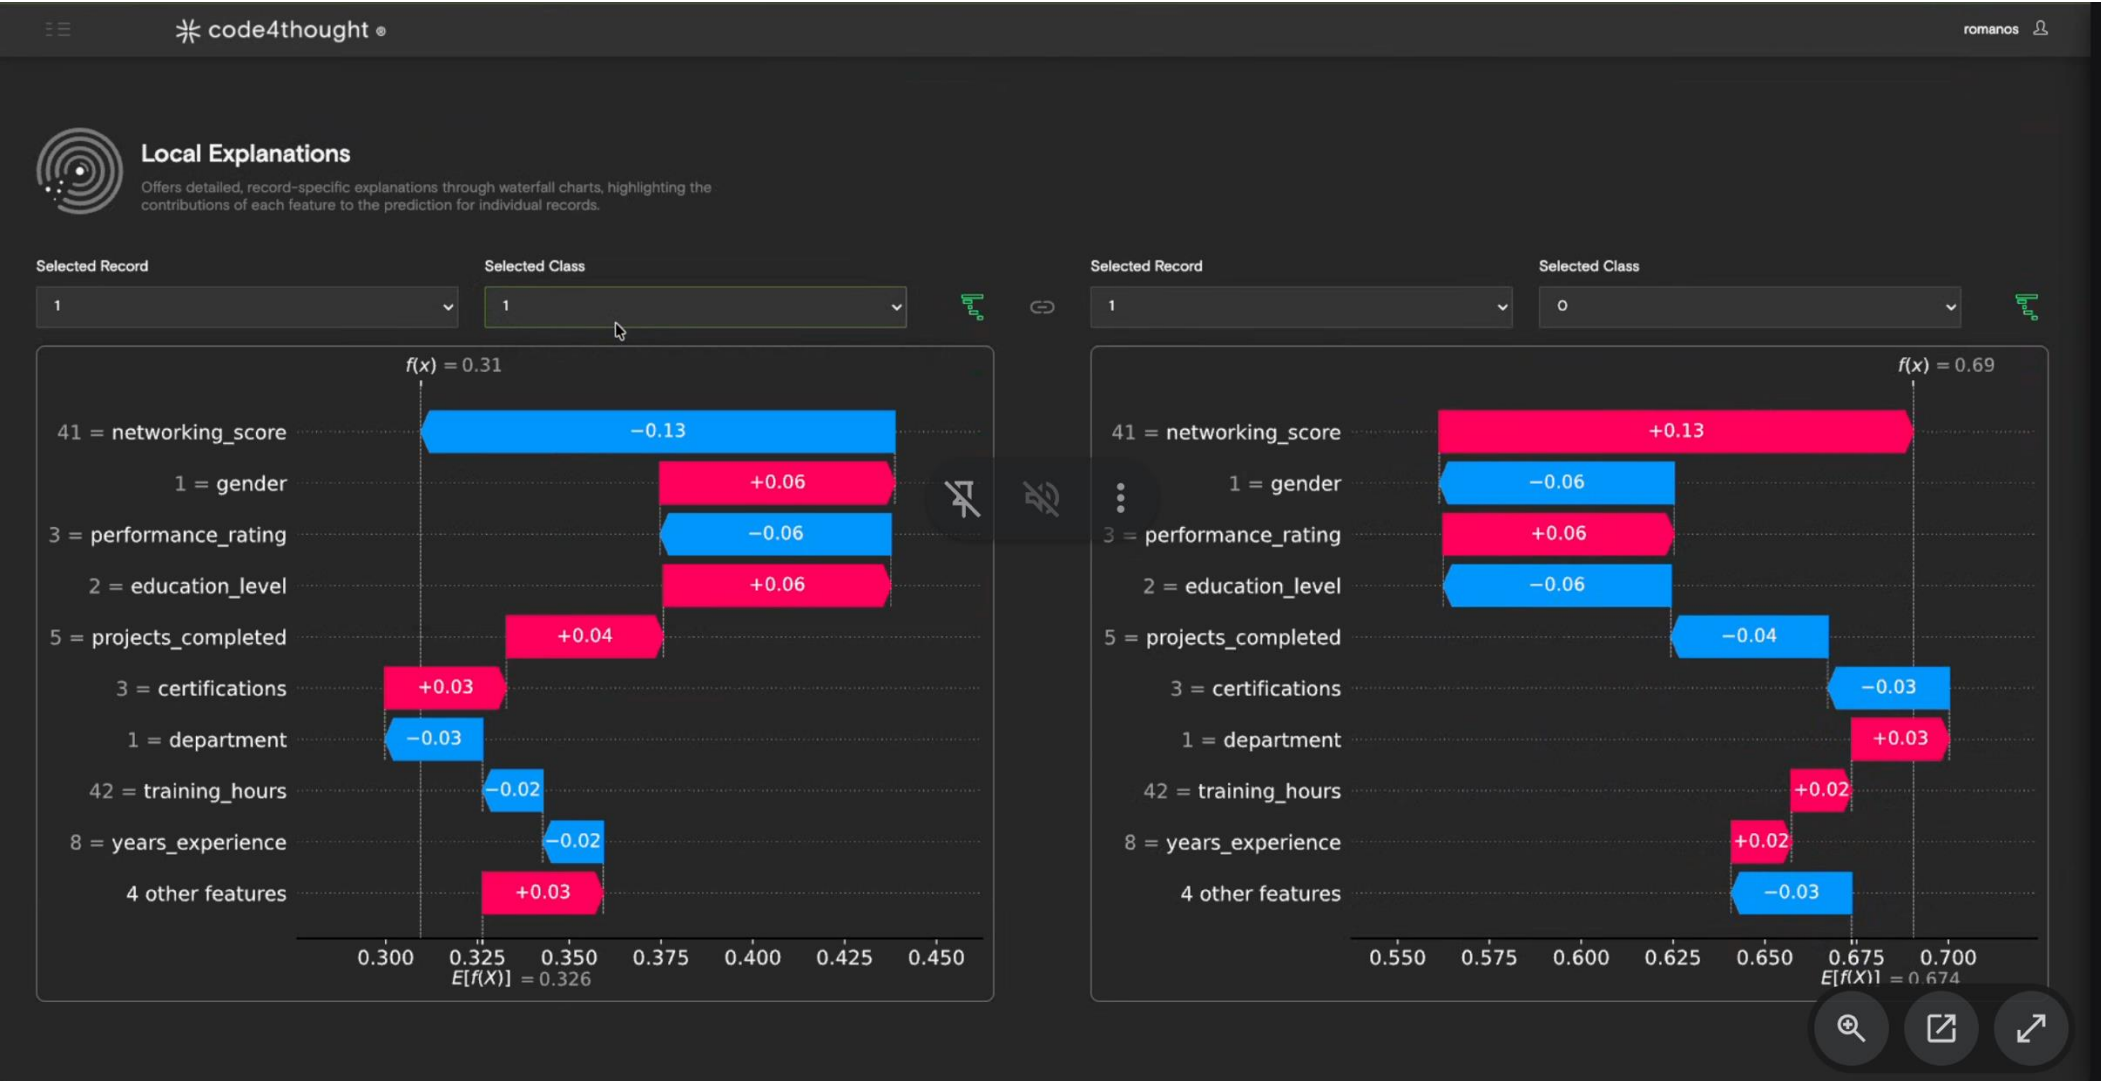 code4thought ®
romanos
Local Explanations
Offers detailed, record-specific explanations through waterfall charts, highlighting the
contributions of each feature to the prediction for individual records.
Selected Record
Selected Class
1
1
f(x) = 0.31
41 = networking_score
−0.13
1 = gender
+0.06
3 = performance_rating
−0.06
2 = education_level
+0.06
5 = projects_completed
+0.04
3 = certifications
+0.03
1 = department
−0.03
42 = training_hours
−0.02
8 = years_experience
−0.02
4 other features
+0.03
0.300 0.325 0.350 0.375 0.400 0.425 0.450
E[f(X)] = 0.326
Selected Record
Selected Class
1
0
f(x) = 0.69
41 = networking_score
+0.13
1 = gender
−0.06
3 = performance_rating
+0.06
2 = education_level
−0.06
5 = projects_completed
−0.04
3 = certifications
−0.03
1 = department
+0.03
42 = training_hours
+0.02
8 = years_experience
+0.02
4 other features
−0.03
0.550 0.575 0.600 0.625 0.650 0.675 0.700
E[f(X)] = 0.674